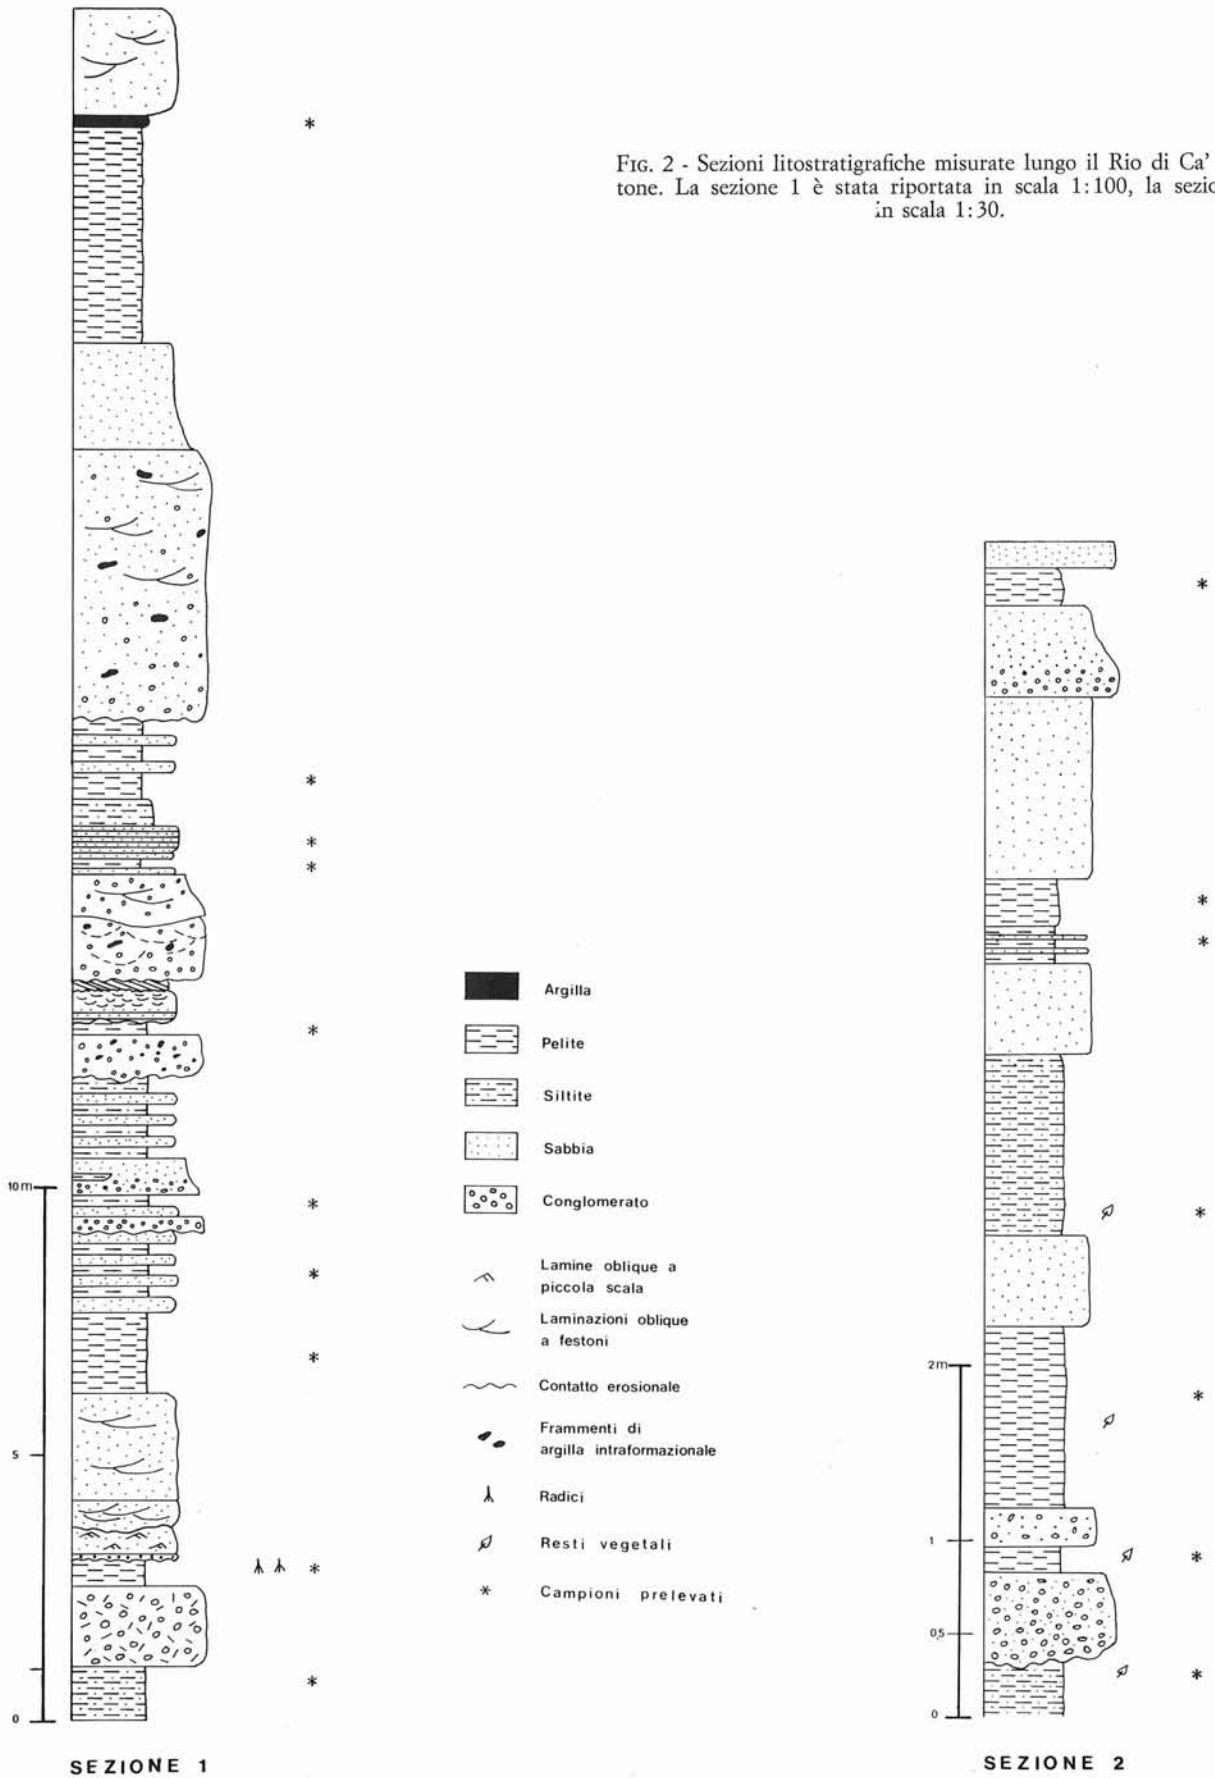 FIG. 2 - Sezioni litostratigrafiche misurate lungo il Rio di Ca'
tone. La sezione 1 è stata riportata in scala 1:100, la sezio
in scala 1:30.
Argilla
Pelite
Siltite
Sabbia
Conglomerato
Lamine oblique a
piccola scala
Laminazioni oblique
a festoni
Contatto erosionale
Frammenti di
argilla intraformazionale
Radici
Resti vegetali
* Campioni prelevati
10m
5
0
SEZIONE 1
2m
1
0,5
0
SEZIONE 2